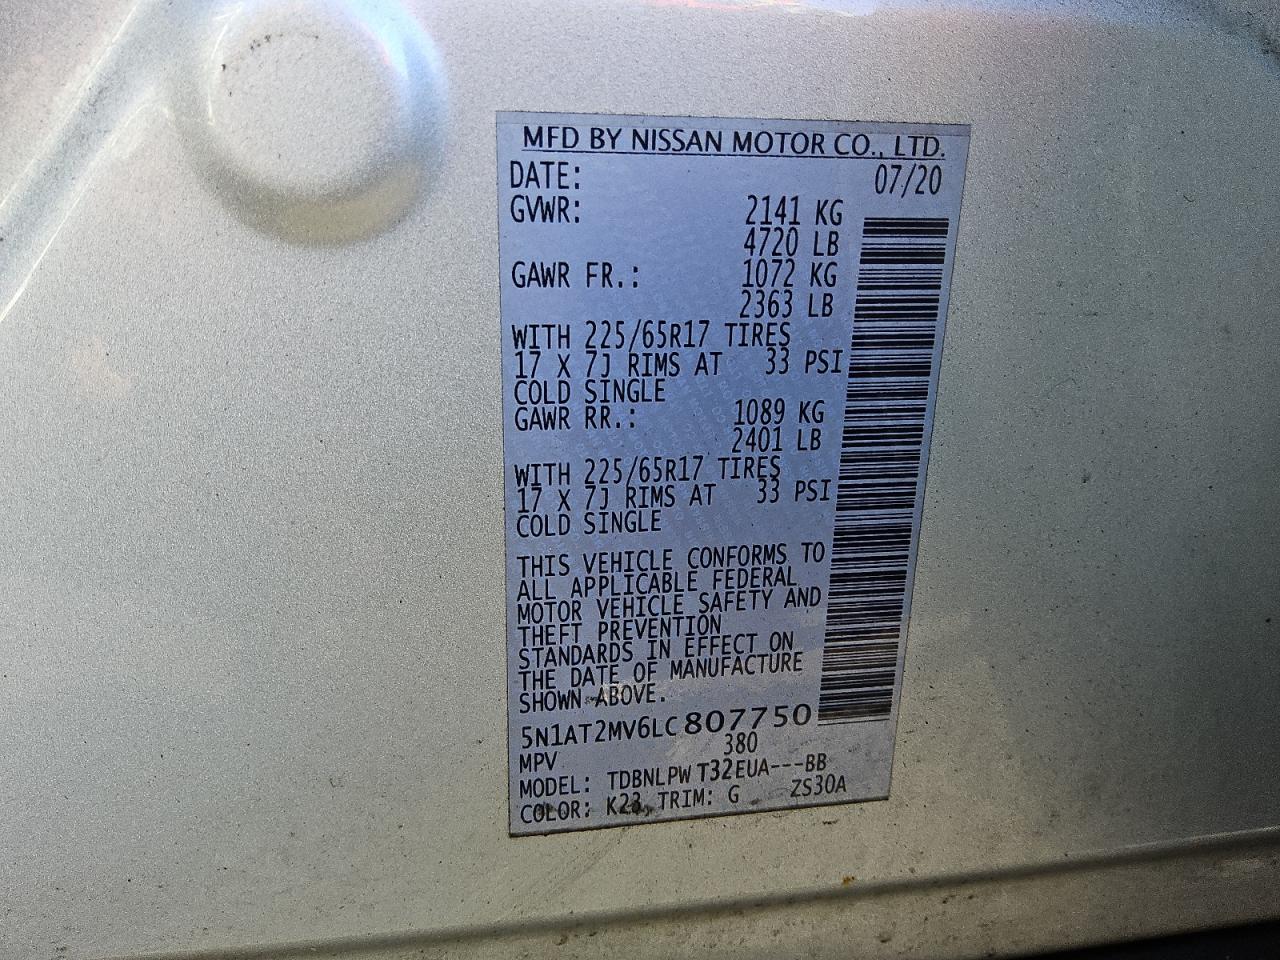 MFD BY NISSAN MOTOR CO., LTD.
DATE: 07/20
GVWR: 2141 KG
4720 LB
GAWR FR.: 1072 KG
2363 LB
WITH 225/65R17 TIRES
17 X 7J RIMS AT 33 PSI
COLD SINGLE
GAWR RR.: 1089 KG
2401 LB
WITH 225/65R17 TIRES
17 X 7J RIMS AT 33 PSI
COLD SINGLE
THIS VEHICLE CONFORMS TO
ALL APPLICABLE FEDERAL
MOTOR VEHICLE SAFETY AND
THEFT PREVENTION
STANDARDS IN EFFECT ON
THE DATE OF MANUFACTURE
SHOWN ABOVE.
5N1AT2MV6LC807750
MPV 380
MODEL: TDBNLPW T32EUA---BB
COLOR: K23, TRIM: G ZS30A